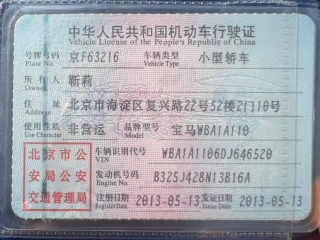 中华人民共和国机动车行驶证
Vehicle License of the People's Republic of China
号牌号码 京F63216 车辆类型 小型轿车
Plate No. Vehicle Type
所有人 靳莉
Owner
住址 北京市海淀区复兴路22号52楼2门10号
Address
使用性质 非营运 品牌型号 宝马WBA1A110
Use Character Model
北京市公安局公安交通管理局
车辆识别代号 WBA1A1106DJ646520
VIN
发动机号码 B325J428N13B16A
Engine No.
注册日期 2013-05-13 发证日期 2013-05-13
Register Date Issue Date